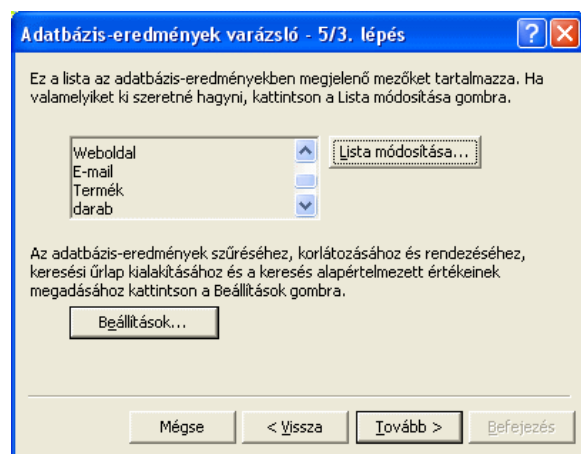 Adatbázis-eredmények varázsló - 5/3. lépés
Ez a lista az adatbázis-eredményekben megjelenő mezőket tartalmazza. Ha
valamelyiket ki szeretné hagyni, kattintson a Lista módosítása gombra.
Weboldal
E-mail
Termék
darab
Lista módosítása...
Az adatbázis-eredmények szűréséhez, korlátozásához és rendezéséhez,
keresési űrlap kialakításához és a keresés alapértelmezett értékeinek
megadásához kattintson a Beállítások gombra.
Beállítások...
Mégse
< Vissza
Tovább >
Befejezés